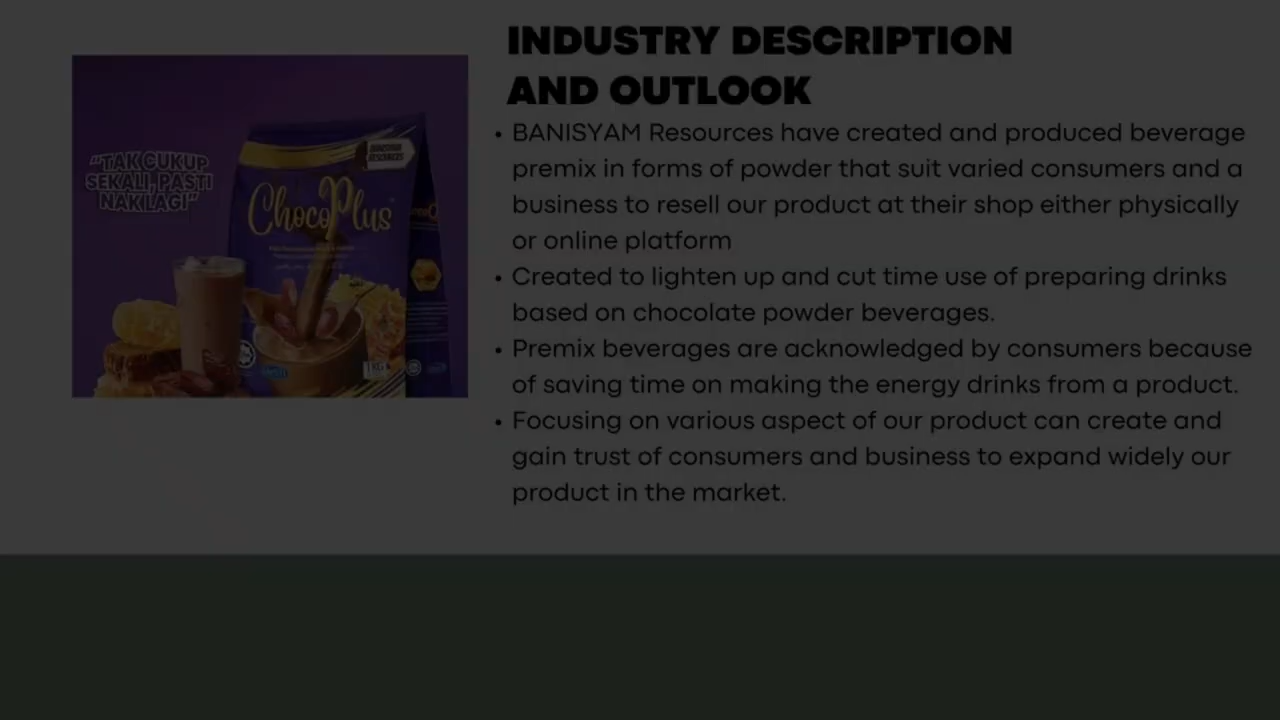 INDUSTRY DESCRIPTION
AND OUTLOOK
• BANISYAM Resources have created and produced beverage
premix in forms of powder that suit varied consumers and a
business to resell our product at their shop either physically
or online platform
• Created to lighten up and cut time use of preparing drinks
based on chocolate powder beverages.
• Premix beverages are acknowledged by consumers because
of saving time on making the energy drinks from a product.
• Focusing on various aspect of our product can create and
gain trust of consumers and business to expand widely our
product in the market.
"TAK CUKUP
SEKALI, PASTI
NAK LAGI"
BANISYAM
RESOURCES
ChocoPlus
1KG